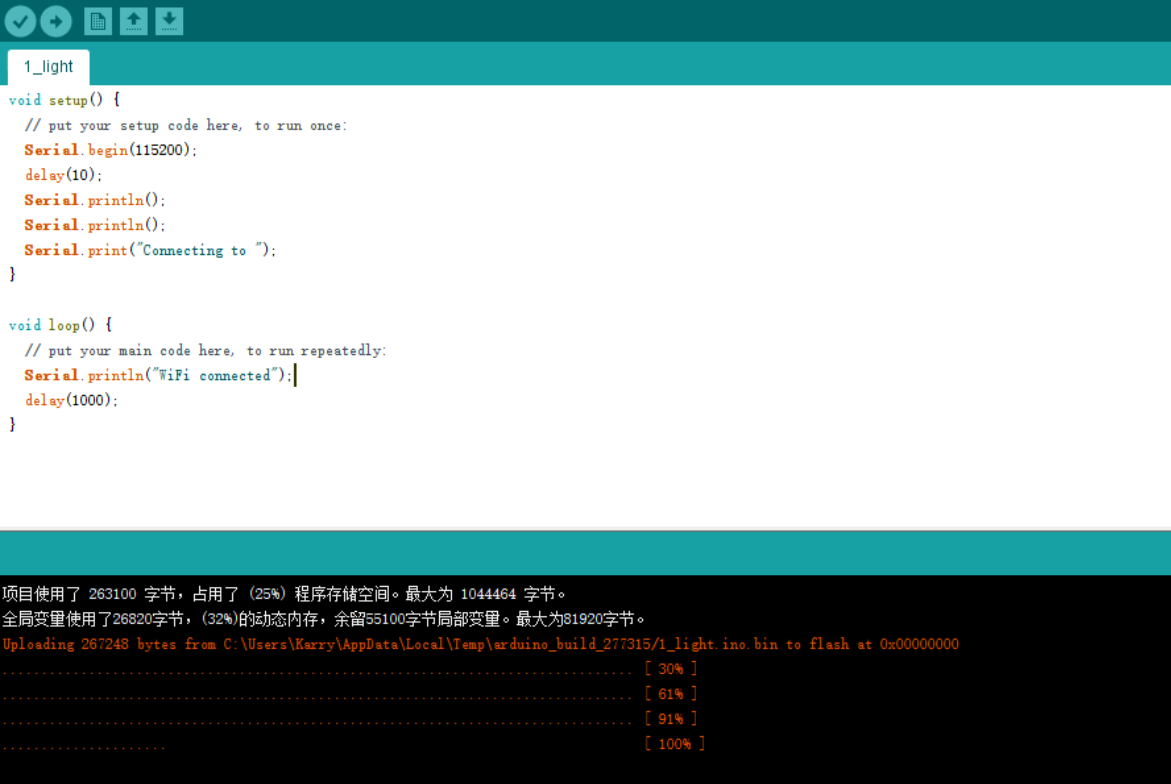 1_light
void setup() {
// put your setup code here, to run once:
Serial.begin(115200);
delay(10);
Serial.println();
Serial.println();
Serial.print("Connecting to ");
}
void loop() {
// put your main code here, to run repeatedly:
Serial.println("WiFi connected");
delay(1000);
}
项目使用了 263100 字节，占用了 (25%) 程序存储空间。最大为 1044464 字节。
全局变量使用了26820字节，(32%)的动态内存，余留55100字节局部变量。最大为81920字节。
Uploading 267248 bytes from C:\Users\Karry\AppData\Local\Temp\arduino_build_277315/1_light.ino.bin to flash at 0x00000000
................................................................................ [ 30% ]
................................................................................ [ 61% ]
................................................................................ [ 91% ]
..................... [ 100% ]